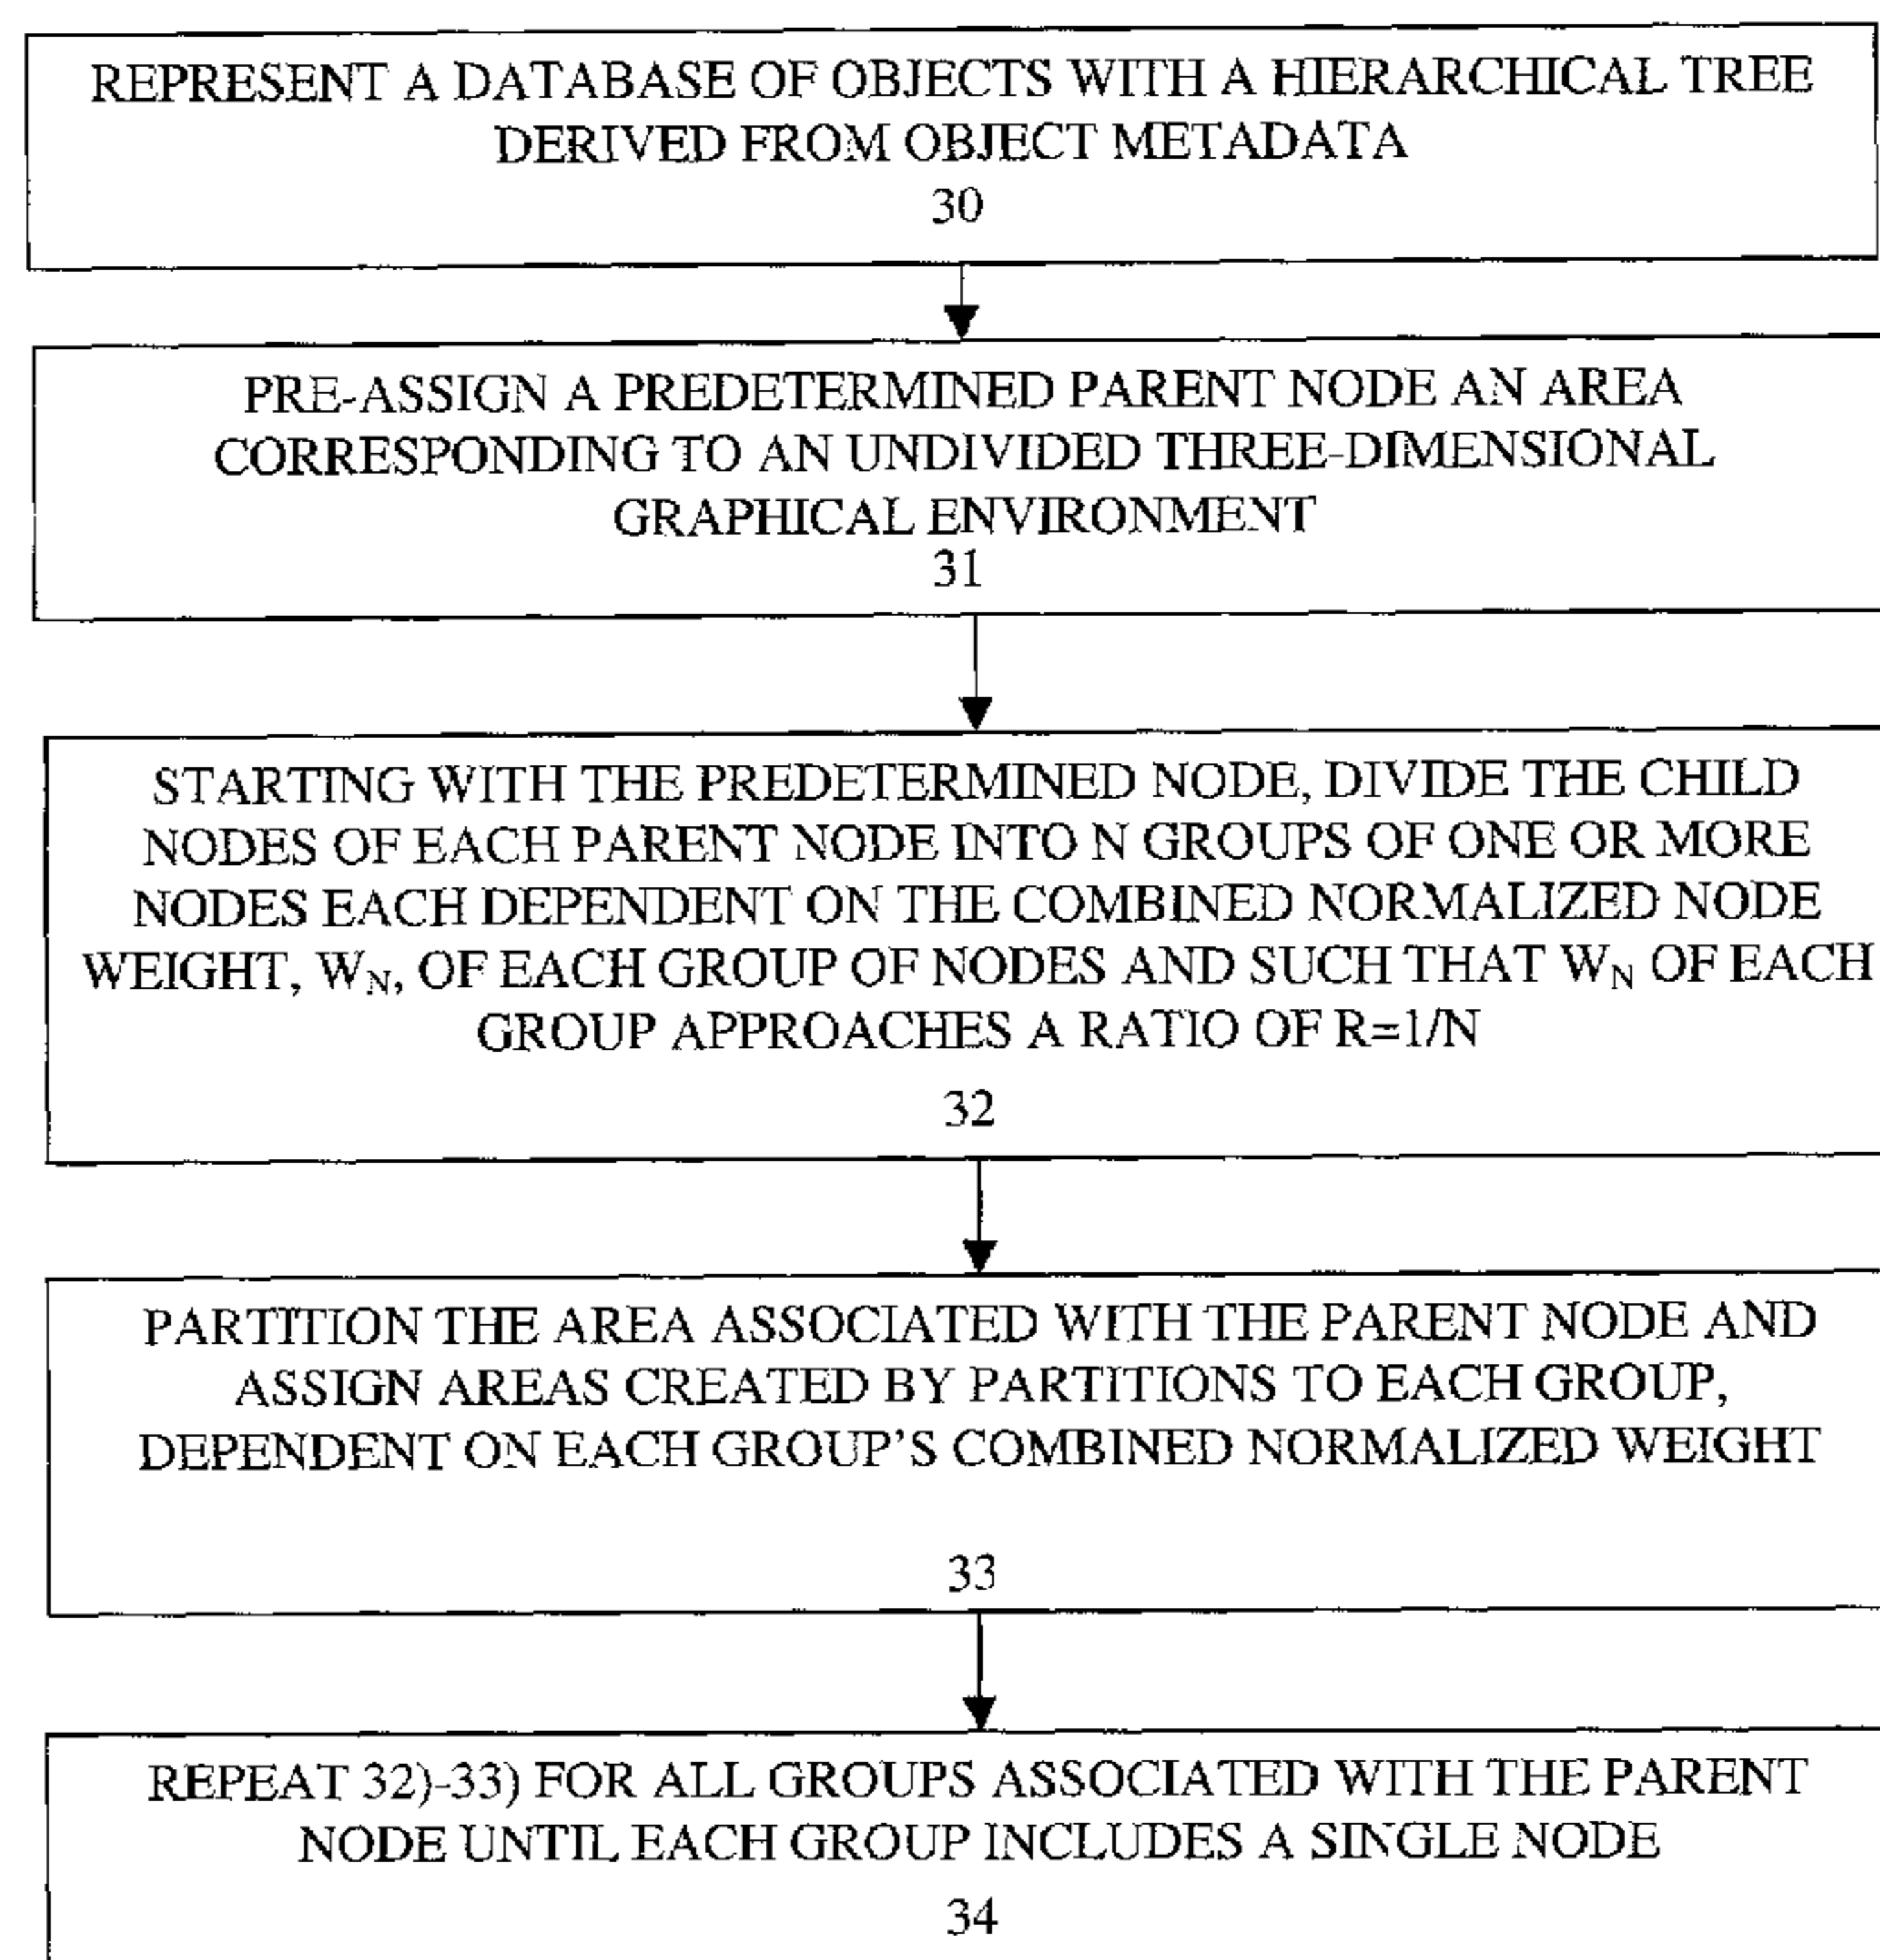 REPRESENT A DATABASE OF OBJECTS WITH A HIERARCHICAL TREE
DERIVED FROM OBJECT METADATA
30
PRE-ASSIGN A PREDETERMINED PARENT NODE AN AREA
CORRESPONDING TO AN UNDIVIDED THREE-DIMENSIONAL
GRAPHICAL ENVIRONMENT
31
STARTING WITH THE PREDETERMINED NODE, DIVIDE THE CHILD
NODES OF EACH PARENT NODE INTO N GROUPS OF ONE OR MORE
NODES EACH DEPENDENT ON THE COMBINED NORMALIZED NODE
WEIGHT, W_N, OF EACH GROUP OF NODES AND SUCH THAT W_N OF EACH
GROUP APPROACHES A RATIO OF R=1/N
32
PARTITION THE AREA ASSOCIATED WITH THE PARENT NODE AND
ASSIGN AREAS CREATED BY PARTITIONS TO EACH GROUP,
DEPENDENT ON EACH GROUP'S COMBINED NORMALIZED WEIGHT
33
REPEAT 32)-33) FOR ALL GROUPS ASSOCIATED WITH THE PARENT
NODE UNTIL EACH GROUP INCLUDES A SINGLE NODE
34